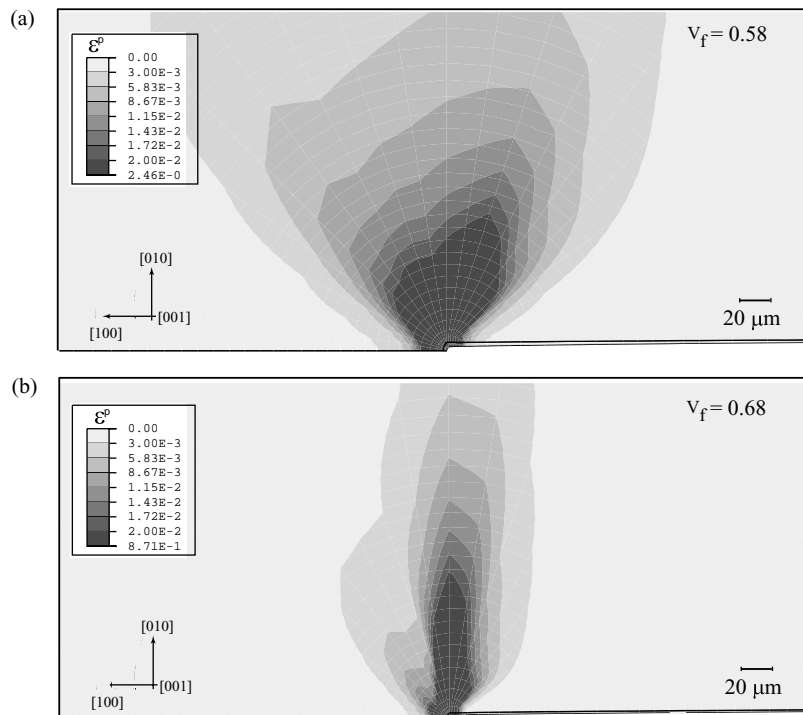 (a)
V_f = 0.58
ε^p
0.00
3.00E-3
5.83E-3
8.67E-3
1.15E-2
1.43E-2
1.72E-2
2.00E-2
2.46E-0
[010]
[001]
[100]
20 μm
(b)
V_f = 0.68
ε^p
0.00
3.00E-3
5.83E-3
8.67E-3
1.15E-2
1.43E-2
1.72E-2
2.00E-2
8.71E-1
[010]
[001]
[100]
20 μm